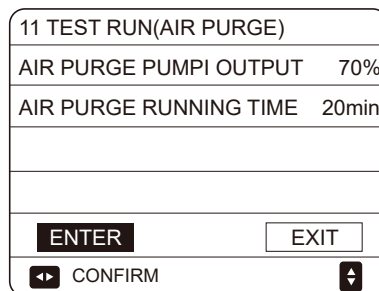 11 TEST RUN(AIR PURGE)
AIR PURGE PUMPI OUTPUT 70%
AIR PURGE RUNNING TIME 20min
ENTER EXIT
CONFIRM